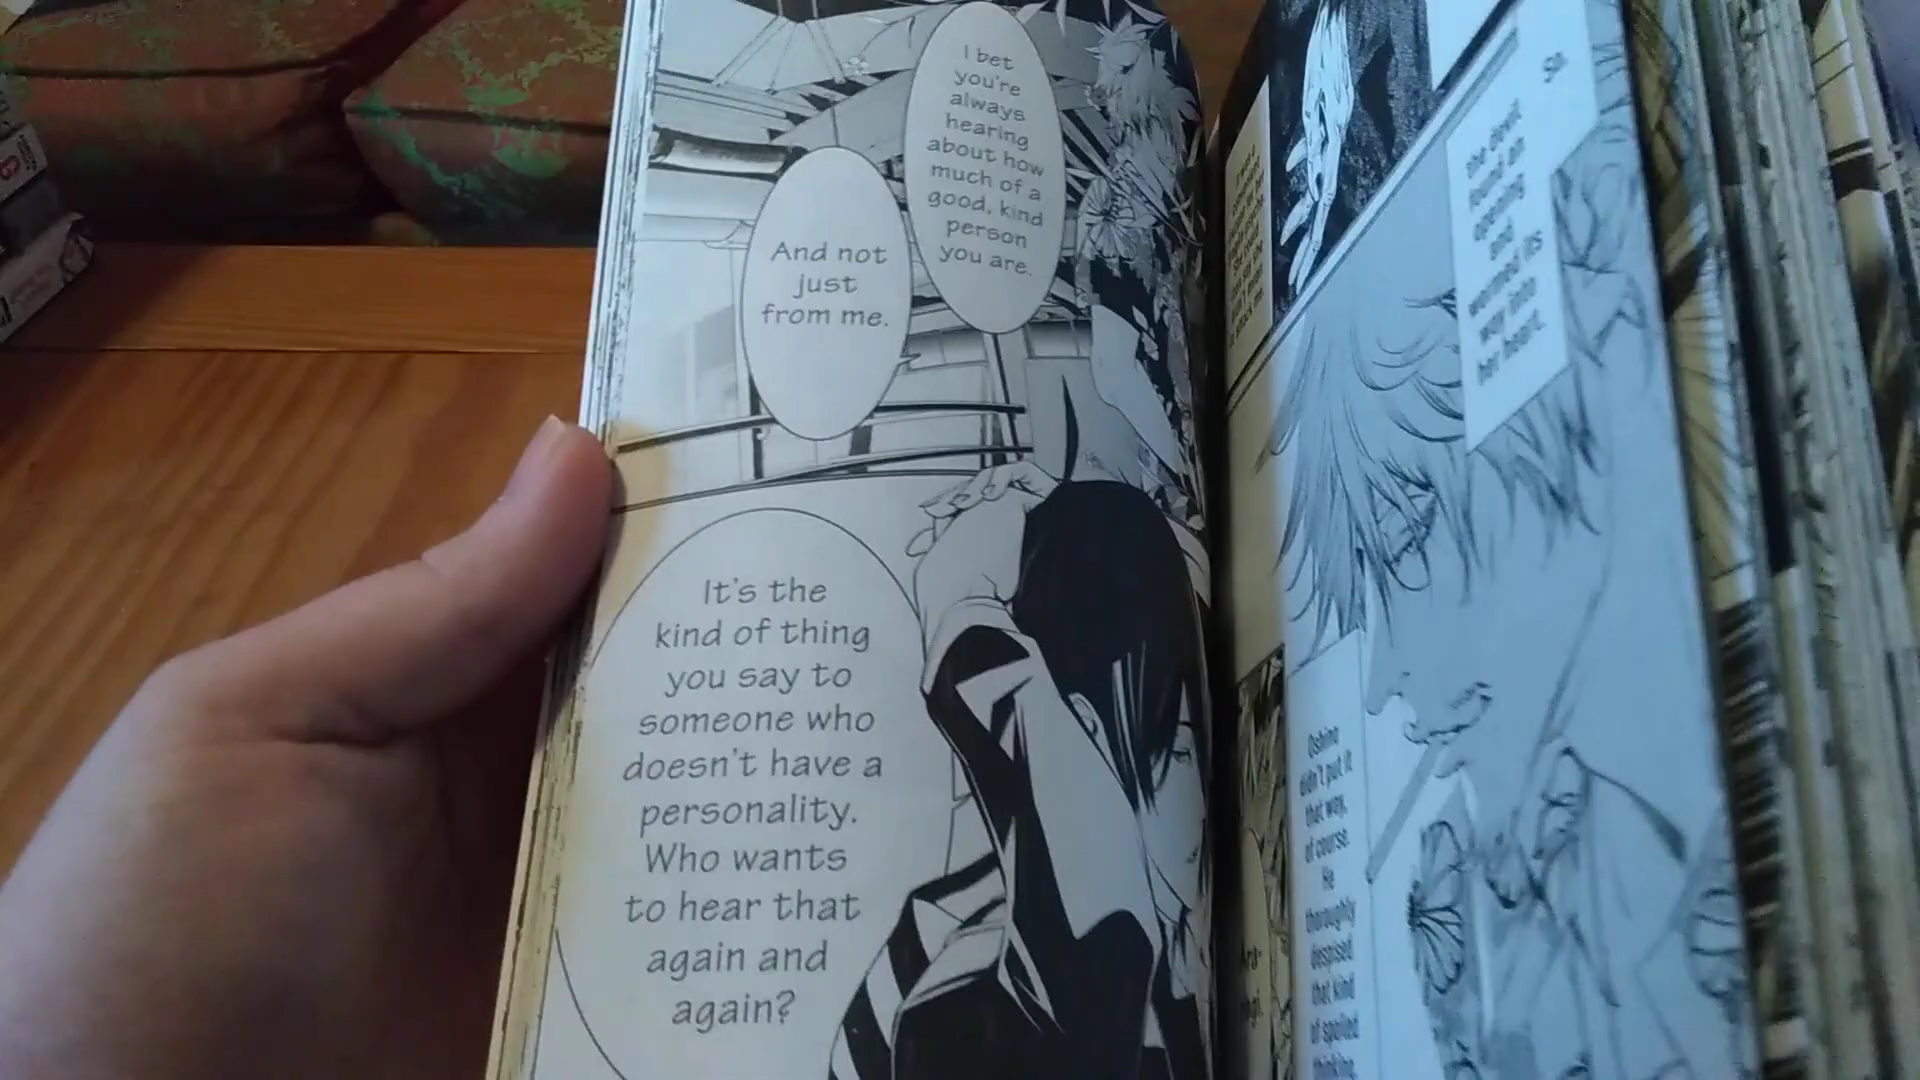 So
the devil
found an
opening
and
wormed its
way into
her heart.
Oshino
didn't put it
that way,
of course.
He
thoroughly
despised
that kind
of spoiled
thinking
I bet
you're
always
hearing
about how
much of a
good, kind
person
you are.
And not
just
from me.
It's the
kind of thing
you say to
someone who
doesn't have a
personality.
Who wants
to hear that
again and
again?